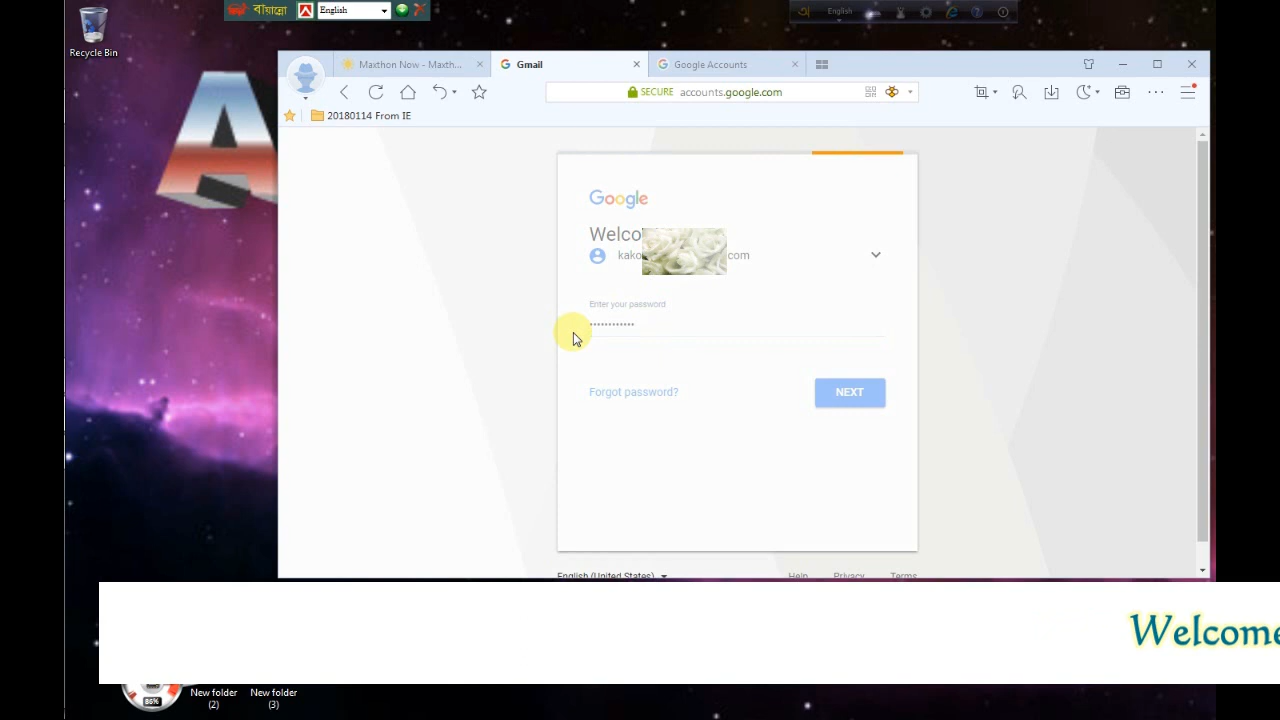 বায়ান্নো
English
অ
English
Recycle Bin
Maxthon Now - Maxth...
Gmail
Google Accounts
SECURE accounts.google.com
20180114 From IE
Google
Welco
kako
com
Enter your password
••••••••••••
Forgot password?
NEXT
English (United States)
Help
Privacy
Terms
Welcome
86%
New folder
(2)
New folder
(3)